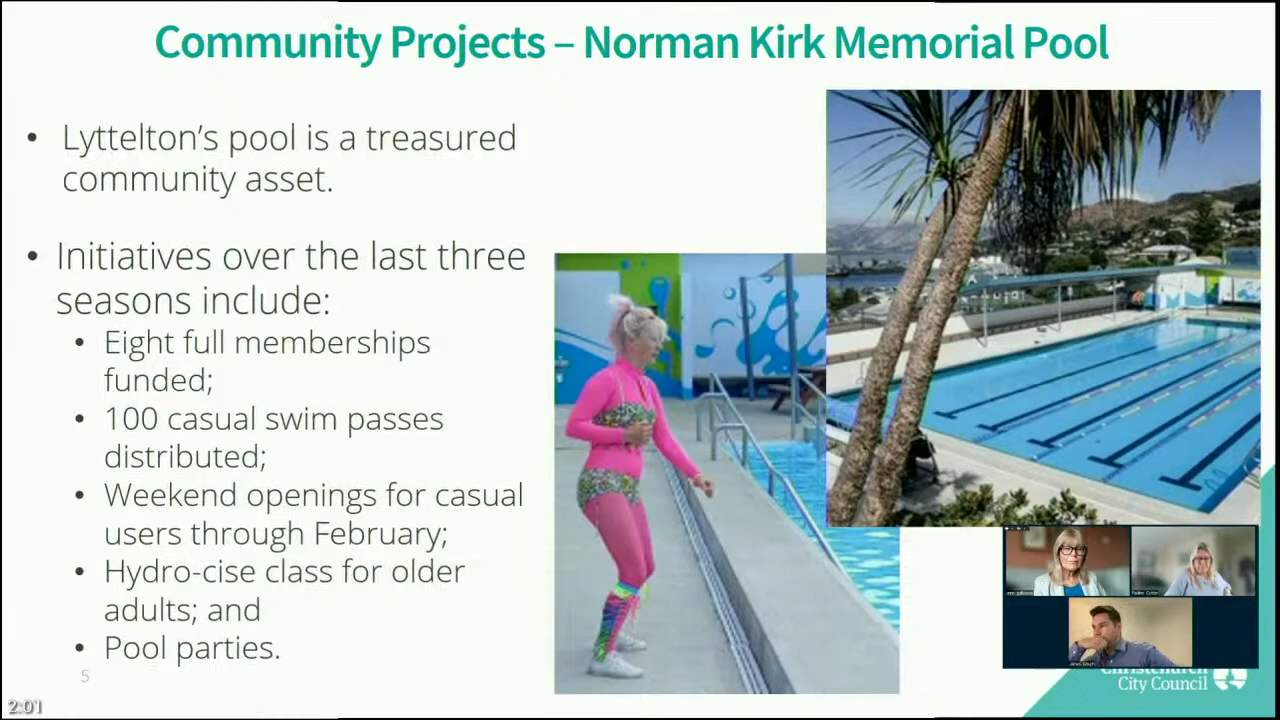 Community Projects – Norman Kirk Memorial Pool
• Lyttelton's pool is a treasured
community asset.
• Initiatives over the last three
seasons include:
• Eight full memberships
funded;
• 100 casual swim passes
distributed;
• Weekend openings for casual
users through February;
• Hydro-cise class for older
adults; and
• Pool parties.
5
Christchurch
City Council
2:01